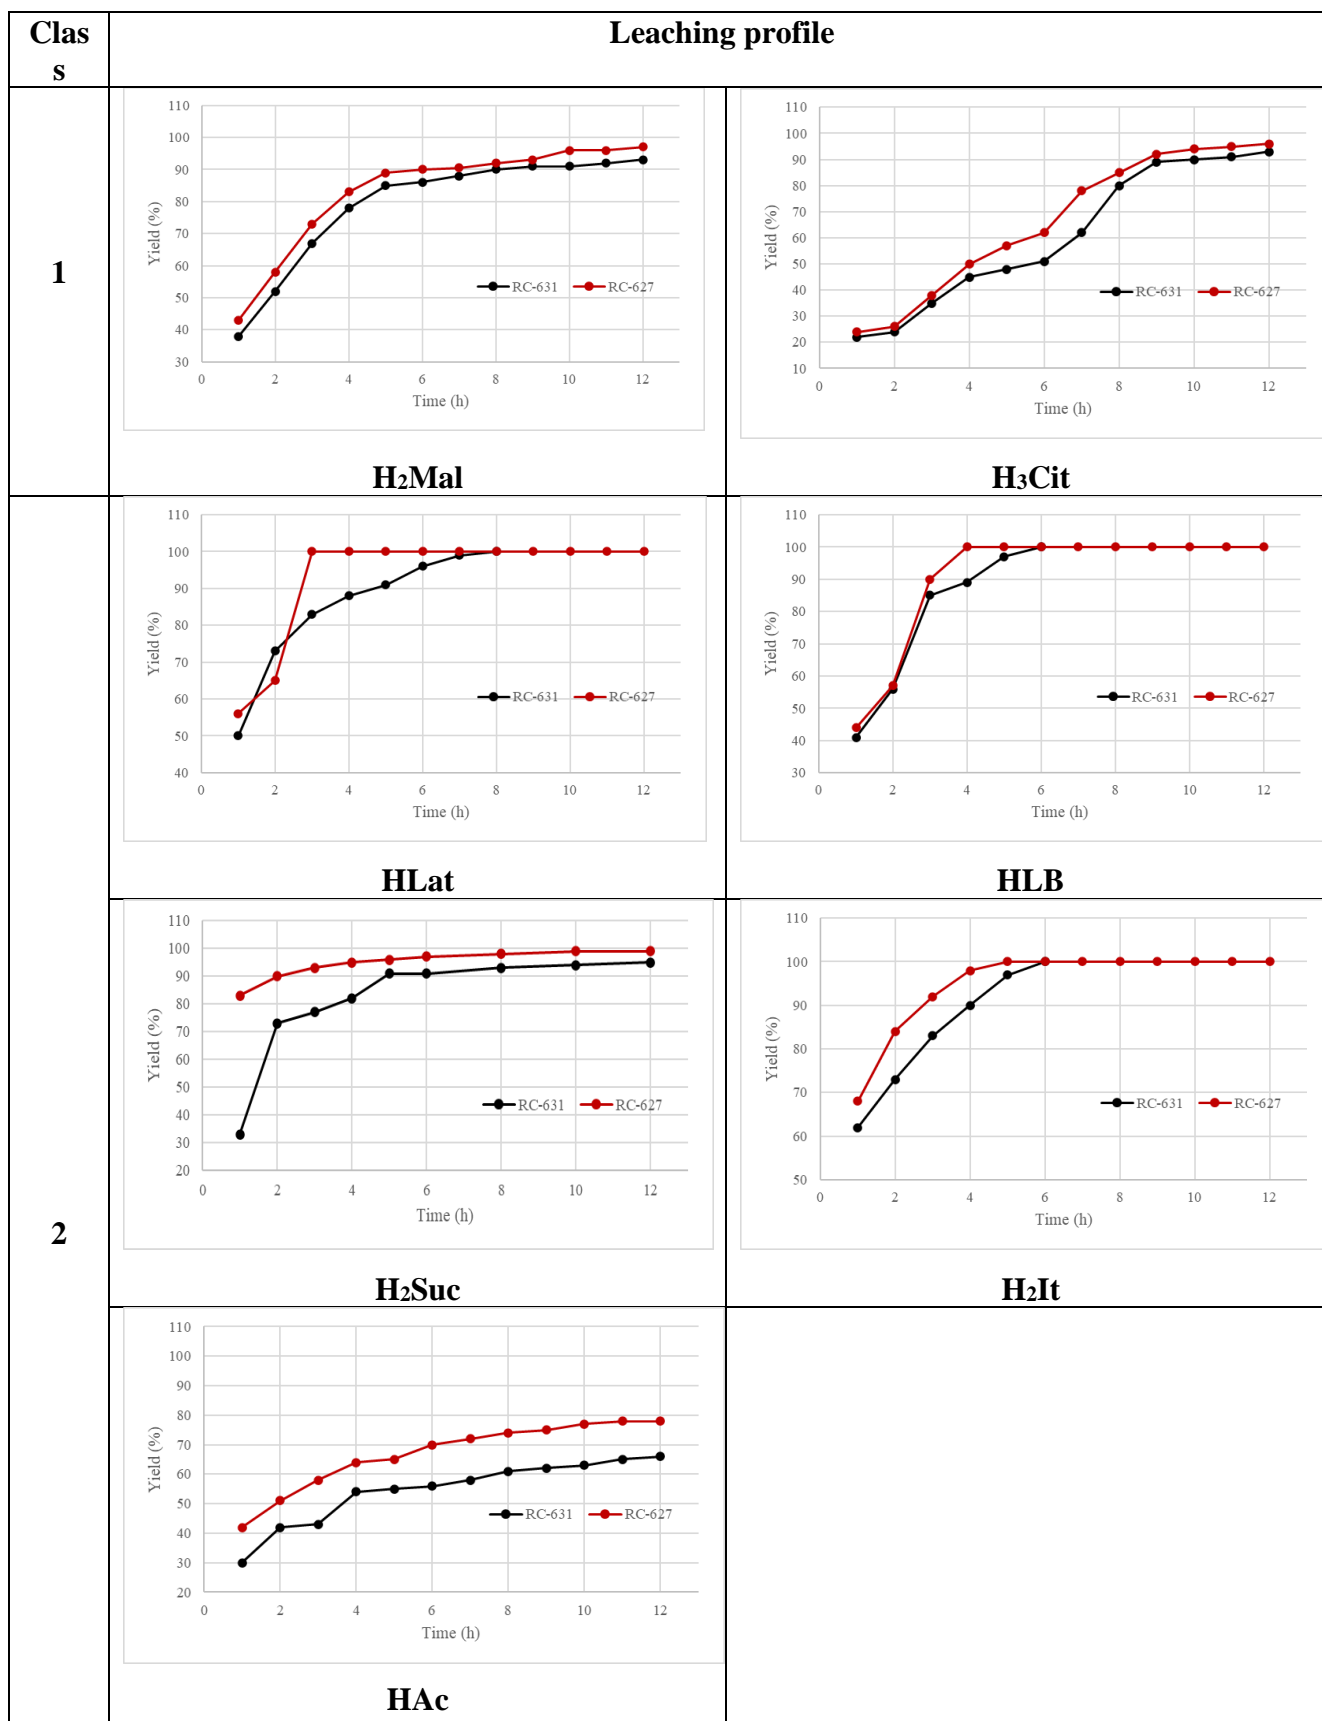 Clas
s
Leaching profile
1
110
100
90
80
70
60
50
40
30
0 2 4 6 8 10 12
Yield (%)
Time (h)
RC-631 RC-627
H₂Mal
110
100
90
80
70
60
50
40
30
20
10
0 2 4 6 8 10 12
Yield (%)
Time (h)
RC-631 RC-627
H₃Cit
2
110
100
90
80
70
60
50
40
0 2 4 6 8 10 12
Yield (%)
Time (h)
RC-631 RC-627
HLat
110
100
90
80
70
60
50
40
30
0 2 4 6 8 10 12
Yield (%)
Time (h)
RC-631 RC-627
HLB
110
100
90
80
70
60
50
40
30
20
0 2 4 6 8 10 12
Yield (%)
Time (h)
RC-631 RC-627
H₂Suc
110
100
90
80
70
60
50
0 2 4 6 8 10 12
Yield (%)
Time (h)
RC-631 RC-627
H₂It
110
100
90
80
70
60
50
40
30
20
0 2 4 6 8 10 12
Yield (%)
Time (h)
RC-631 RC-627
HAc